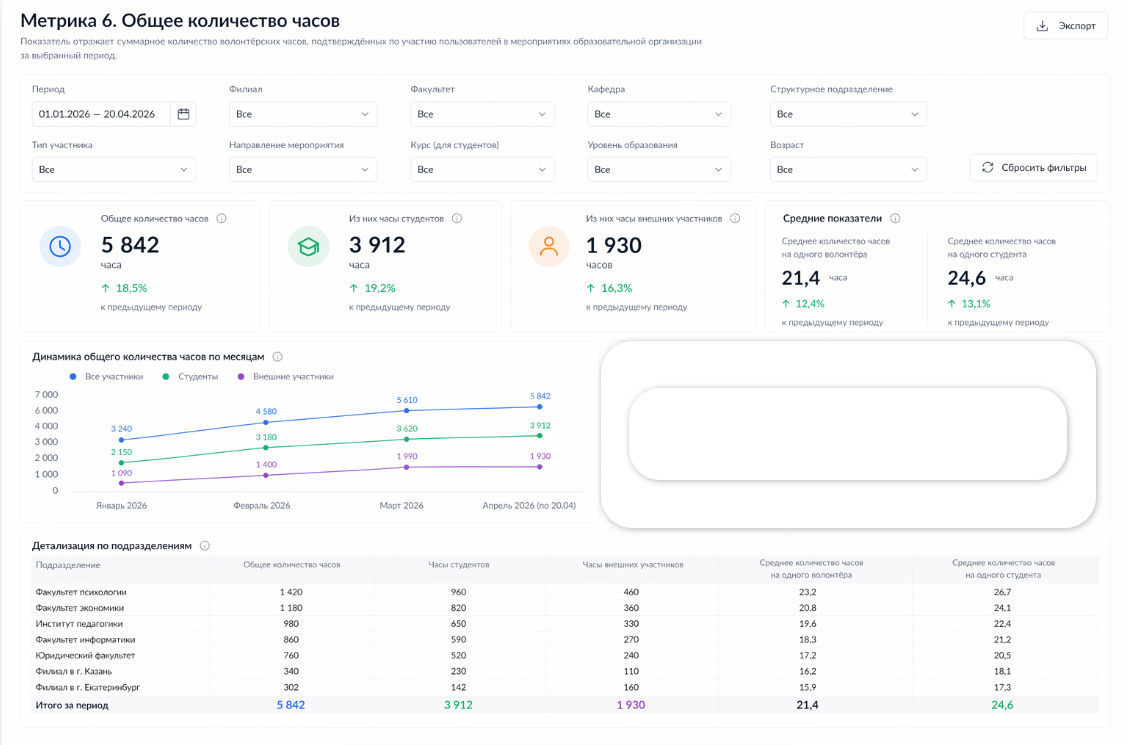 Метрика 6. Общее количество часов
Экспорт
Показатель отражает суммарное количество волонтёрских часов, подтверждённых по участию пользователей в мероприятиях образовательной организации
за выбранный период.
Период Филиал Факультет Кафедра Структурное подразделение
01.01.2026 — 20.04.2026 Все Все Все Все
Тип участника Направление мероприятия Курс (для студентов) Уровень образования Возраст
Все Все Все Все Все Сбросить фильтры
Общее количество часов
5 842
часа
↑ 18,5%
к предыдущему периоду
Из них часы студентов
3 912
часа
↑ 19,2%
к предыдущему периоду
Из них часы внешних участников
1 930
часов
↑ 16,3%
к предыдущему периоду
Средние показатели
Среднее количество часов
на одного волонтёра
21,4 часа
↑ 12,4%
к предыдущему периоду
Среднее количество часов
на одного студента
24,6 часа
↑ 13,1%
к предыдущему периоду
Динамика общего количества часов по месяцам
Все участники Студенты Внешние участники
7 000
6 000
4 000
3 000
2 000
1 000
0
3 240 4 580 5 610 5 842
2 150 3 180 3 620 3 912
1 090 1 400 1 990 1 930
Январь 2026 Февраль 2026 Март 2026 Апрель 2026 (по 20.04)
Детализация по подразделениям
Подразделение Общее количество часов Часы студентов Часы внешних участников Среднее количество часов на одного волонтёра Среднее количество часов на одного студента
Факультет психологии 1 420 960 460 23,2 26,7
Факультет экономики 1 180 820 360 20,8 24,1
Институт педагогики 980 650 330 19,6 22,4
Факультет информатики 860 590 270 18,3 21,2
Юридический факультет 760 520 240 17,2 20,5
Филиал в г. Казань 340 230 110 16,2 18,1
Филиал в г. Екатеринбург 302 142 160 15,9 17,3
Итого за период 5 842 3 912 1 930 21,4 24,6